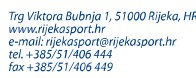 Trg Viktora Bubnja 1, 51000 Rijeka, HR
www.rijekasport.hr
e-mail: rijekasport@rijekasport.hr
tel. +385/51/406 444
fax +385/51/406 449